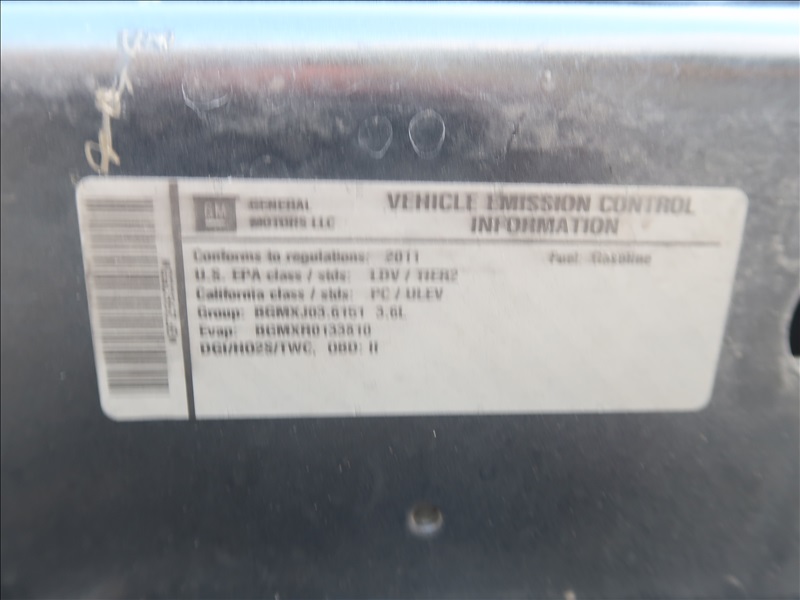 GM
GENERAL
MOTORS LLC
VEHICLE EMISSION CONTROL
INFORMATION
Conforms to regulations: 2011
Fuel: Gasoline
U.S. EPA class / stds: LDV / TIER2
California class / stds: PC / ULEV
Group: BGMXJ03.6151 3.6L
Evap: BGMXR0133810
DGI/HO2S/TWC, OBD: II